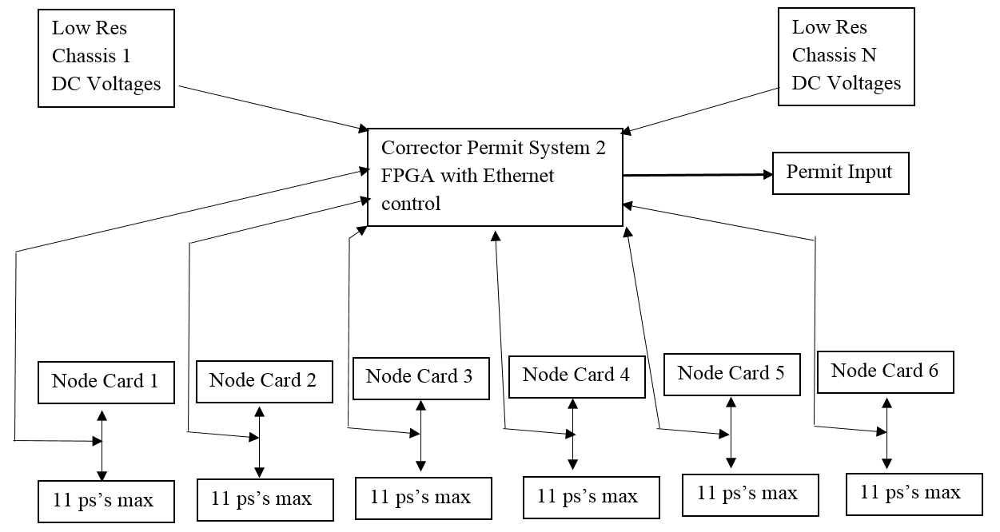 Low Res
Chassis 1
DC Voltages
Low Res
Chassis N
DC Voltages
Corrector Permit System 2
FPGA with Ethernet
control
Permit Input
Node Card 1
Node Card 2
Node Card 3
Node Card 4
Node Card 5
Node Card 6
11 ps’s max
11 ps’s max
11 ps’s max
11 ps’s max
11 ps’s max
11 ps’s max